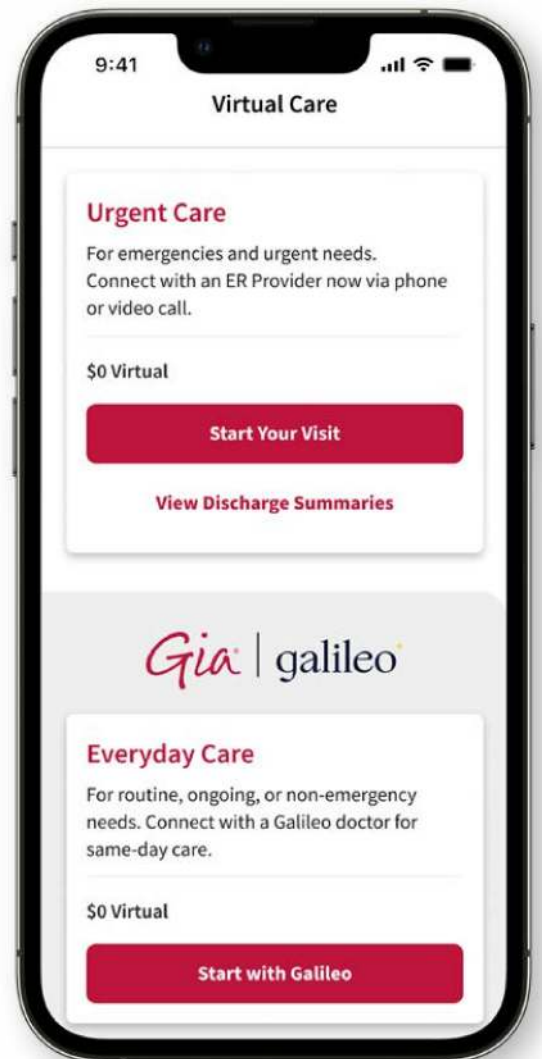 9:41
Virtual Care
Urgent Care
For emergencies and urgent needs.
Connect with an ER Provider now via phone
or video call.
$0 Virtual
Start Your Visit
View Discharge Summaries
Gia® | galileo
Everyday Care
For routine, ongoing, or non-emergency
needs. Connect with a Galileo doctor for
same-day care.
$0 Virtual
Start with Galileo